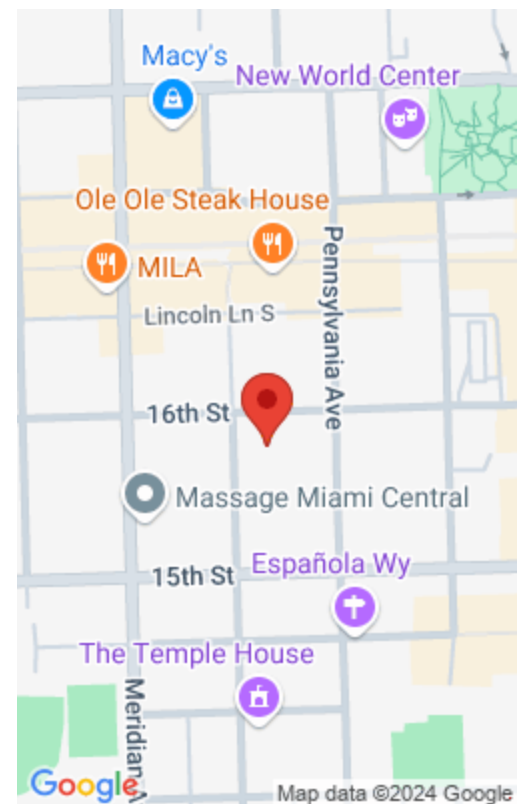 Macy's
New World Center
Ole Ole Steak House
MILA
Pennsylvania Ave
Lincoln Ln S
16th St
Massage Miami Central
15th St
Española Wy
The Temple House
Meridian A
Google
Map data ©2024 Google